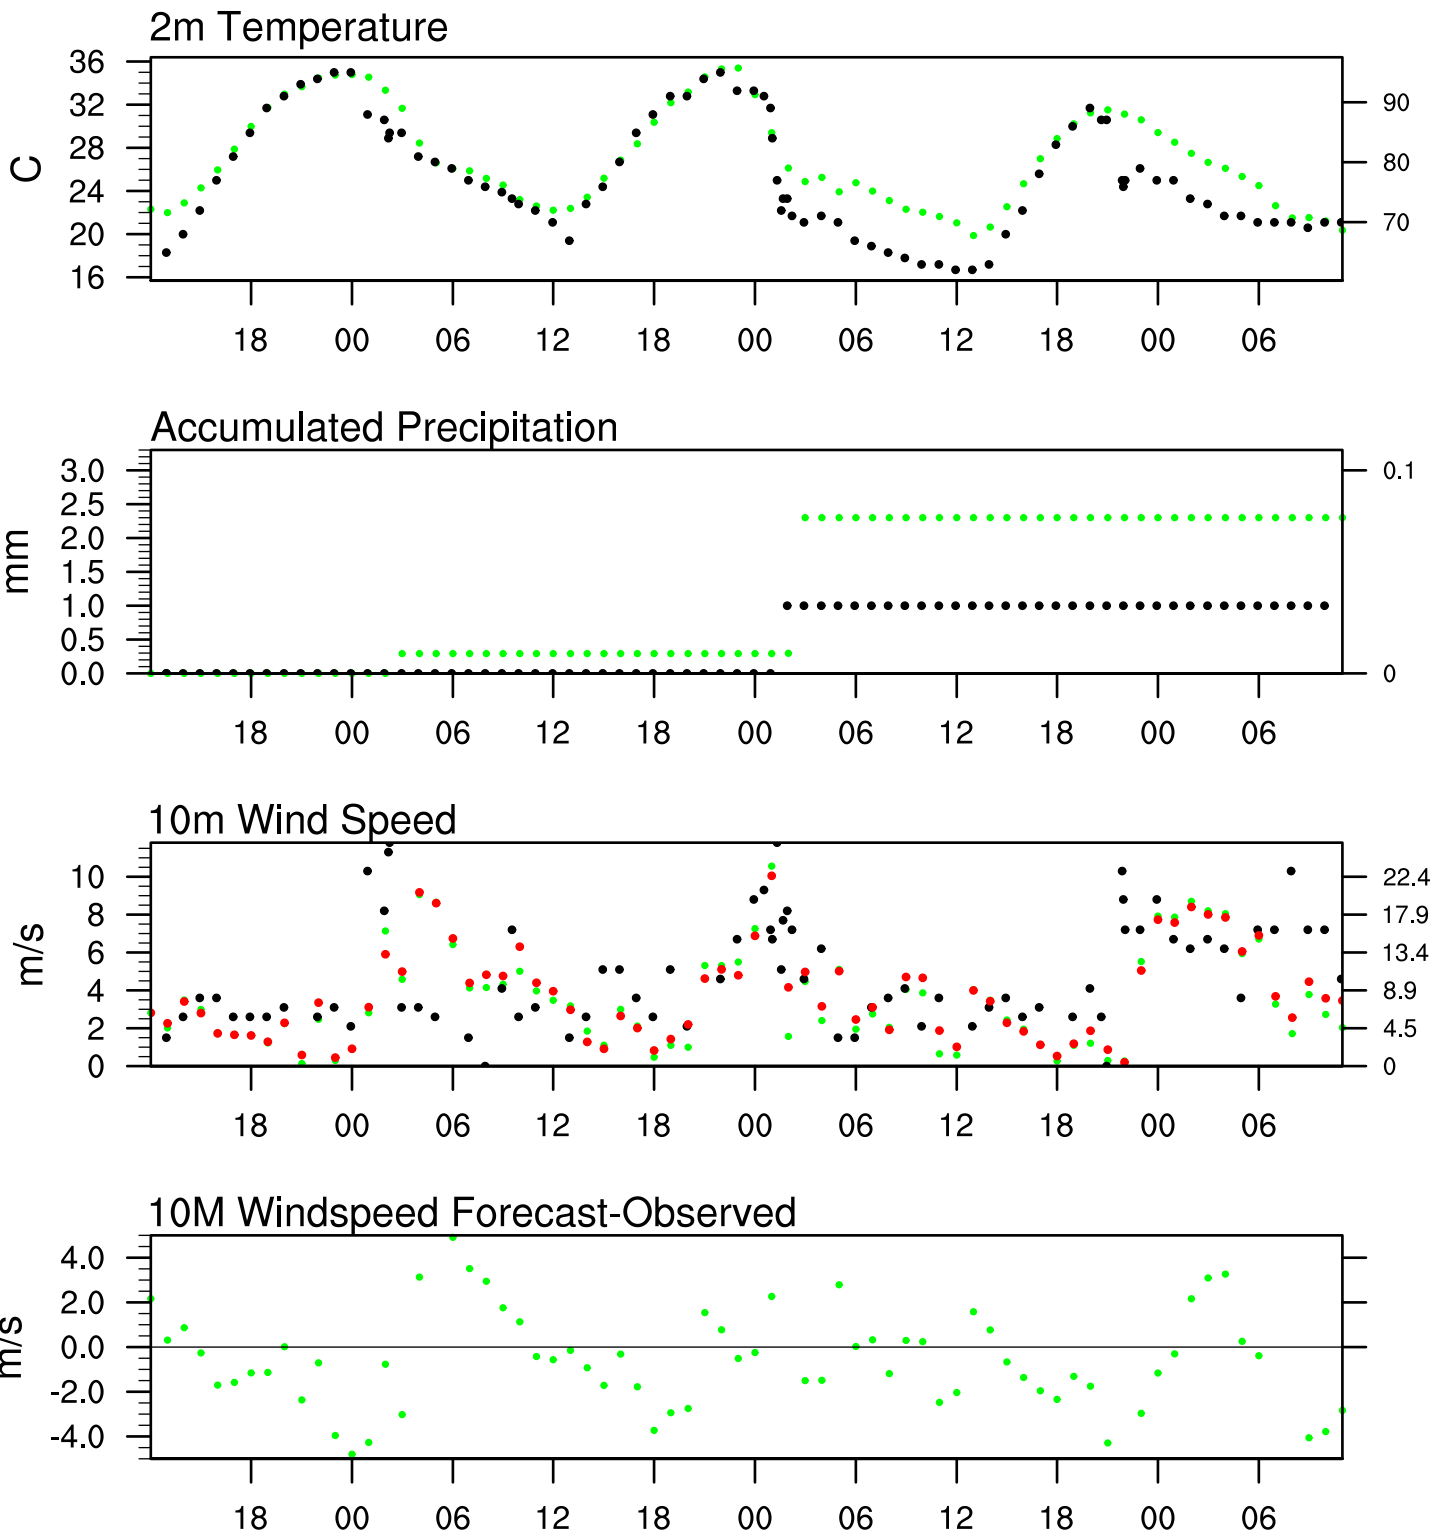 2m Temperature
36
32
28
24
20
16
C
90
80
70
18 00 06 12 18 00 06 12 18 00 06
Accumulated Precipitation
3.0
2.5
2.0
1.5
1.0
0.5
0.0
mm
0.1
0
18 00 06 12 18 00 06 12 18 00 06
10m Wind Speed
10
8
6
4
2
0
m/s
22.4
17.9
13.4
8.9
4.5
0
18 00 06 12 18 00 06 12 18 00 06
10M Windspeed Forecast-Observed
4.0
2.0
0.0
-2.0
-4.0
m/s
18 00 06 12 18 00 06 12 18 00 06